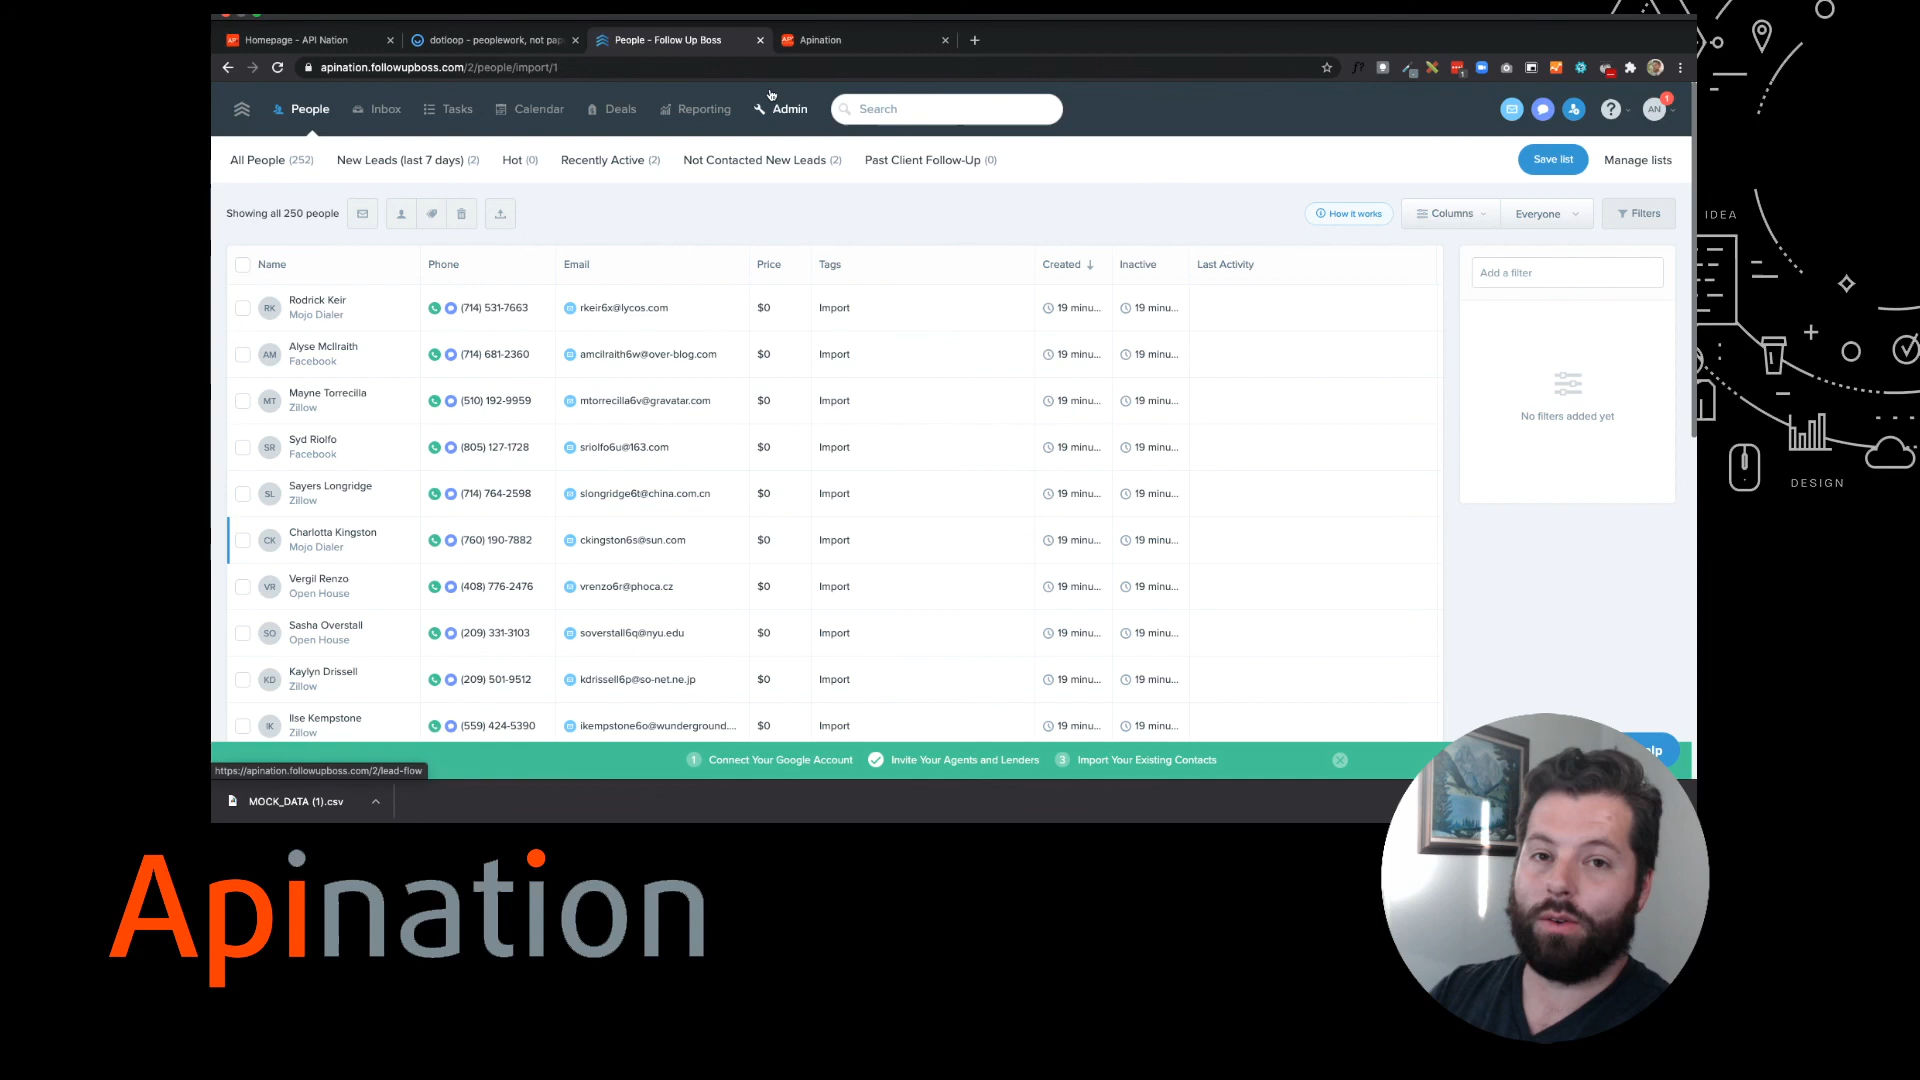 Homepage - API Nation
dotloop - peoplework, not pap
People - Follow Up Boss
Apination
apination.followupboss.com/2/people/import/1
People
Inbox
Tasks
Calendar
Deals
Reporting
Admin
Search
AN
1
All People (252)
New Leads (last 7 days) (2)
Hot (0)
Recently Active (2)
Not Contacted New Leads (2)
Past Client Follow-Up (0)
Save list
Manage lists
Showing all 250 people
How it works
Columns
Everyone
Filters
Name Phone Email Price Tags Created Inactive Last Activity
RK Rodrick Keir (714) 531-7663 rkeir6x@lycos.com $0 Import 19 minu... 19 minu...
Mojo Dialer
AM Alyse McIlraith (714) 681-2360 amcilraith6w@over-blog.com $0 Import 19 minu... 19 minu...
Facebook
MT Mayne Torrecilla (510) 192-9959 mtorrecilla6v@gravatar.com $0 Import 19 minu... 19 minu...
Zillow
SR Syd Riolfo (805) 127-1728 sriolfo6u@163.com $0 Import 19 minu... 19 minu...
Facebook
SL Sayers Longridge (714) 764-2598 slongridge6t@china.com.cn $0 Import 19 minu... 19 minu...
Zillow
CK Charlotta Kingston (760) 190-7882 ckingston6s@sun.com $0 Import 19 minu... 19 minu...
Mojo Dialer
VR Vergil Renzo (408) 776-2476 vrenzo6r@phoca.cz $0 Import 19 minu... 19 minu...
Open House
SO Sasha Overstall (209) 331-3103 soverstall6q@nyu.edu $0 Import 19 minu... 19 minu...
Open House
KD Kaylyn Drissell (209) 501-9512 kdrissell6p@so-net.ne.jp $0 Import 19 minu... 19 minu...
Zillow
IK Ilse Kempstone (559) 424-5390 ikempstone6o@wunderground.... $0 Import 19 minu... 19 minu...
Zillow
Add a filter
No filters added yet
1 Connect Your Google Account
Invite Your Agents and Lenders
3 Import Your Existing Contacts
https://apination.followupboss.com/2/lead-flow
MOCK_DATA (1).csv
IDEA
DESIGN
Apination